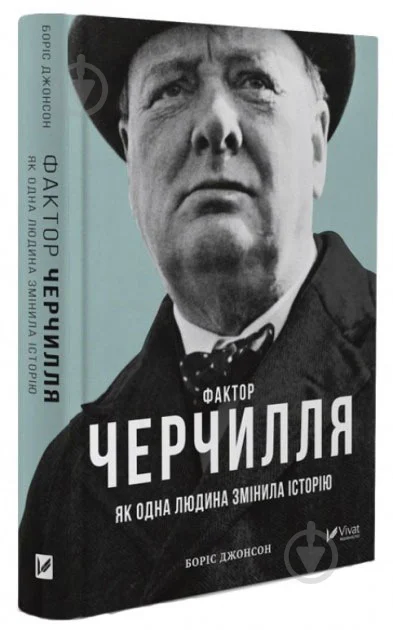 БОРІС ДЖОНСОН
ФАКТОР ЧЕРЧИЛЛЯ
ЯК ОДНА ЛЮДИНА ЗМІНИЛА ІСТОРІЮ
ФАКТОР
ЧЕРЧИЛЛЯ
ЯК ОДНА ЛЮДИНА ЗМІНИЛА ІСТОРІЮ
Vivat
БОРІС ДЖОНСОН